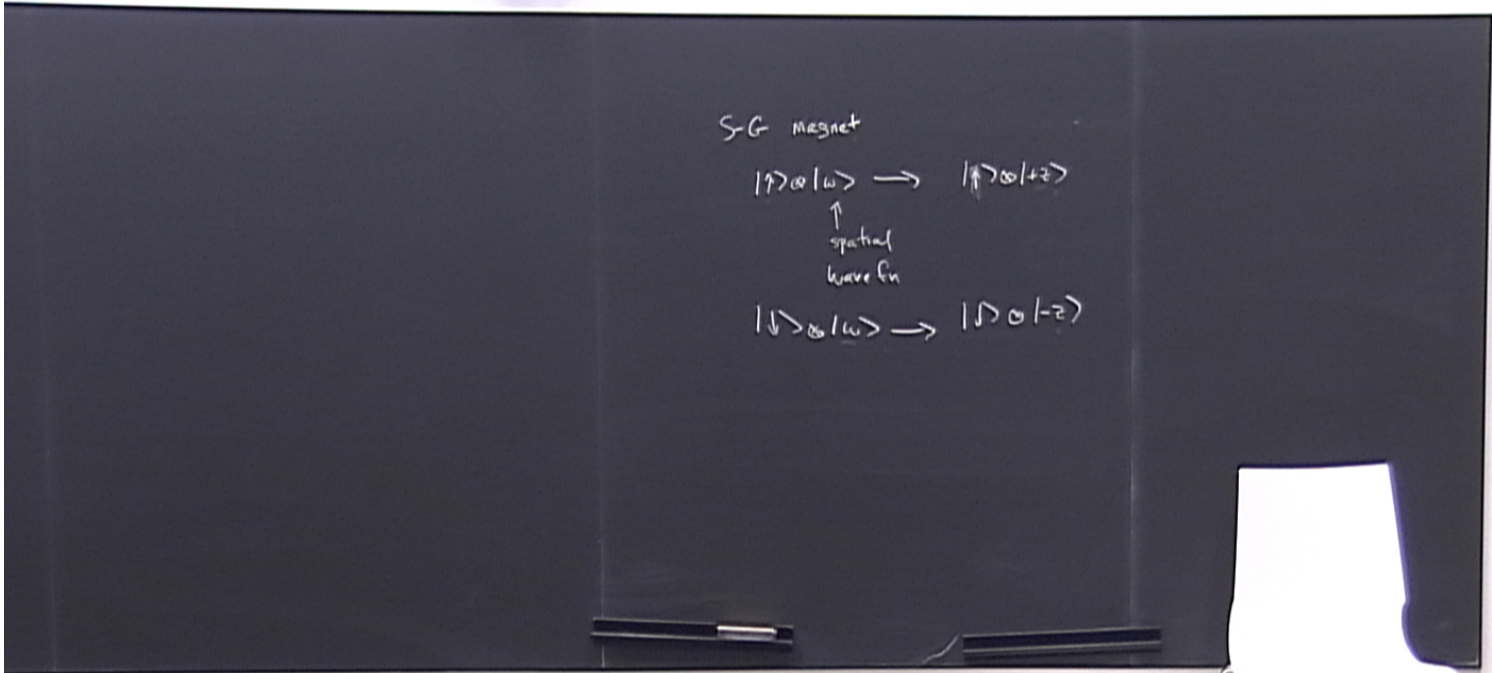 S-G magnet
|↑>⊗|ω> → |↑>⊗|+z>
↑
spatial
wave fn
|↓>⊗|ω> → |↓>⊗|-z>